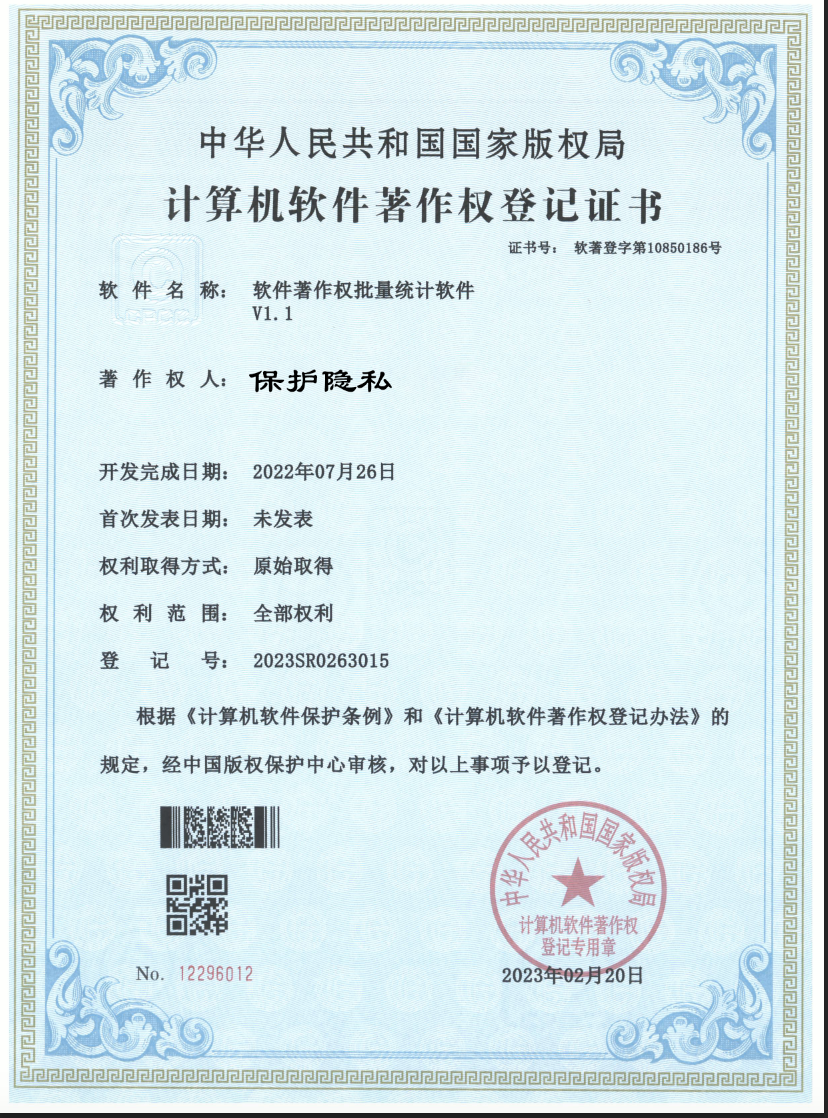 中华人民共和国国家版权局
计算机软件著作权登记证书
证书号： 软著登字第10850186号
软件名称： 软件著作权批量统计软件
V1.1
著作权人： 保护隐私
开发完成日期： 2022年07月26日
首次发表日期： 未发表
权利取得方式： 原始取得
权利范围： 全部权利
登记号： 2023SR0263015
根据《计算机软件保护条例》和《计算机软件著作权登记办法》的
规定，经中国版权保护中心审核，对以上事项予以登记。
中华人民共和国国家版权局
计算机软件著作权
登记专用章
No. 12296012
2023年02月20日